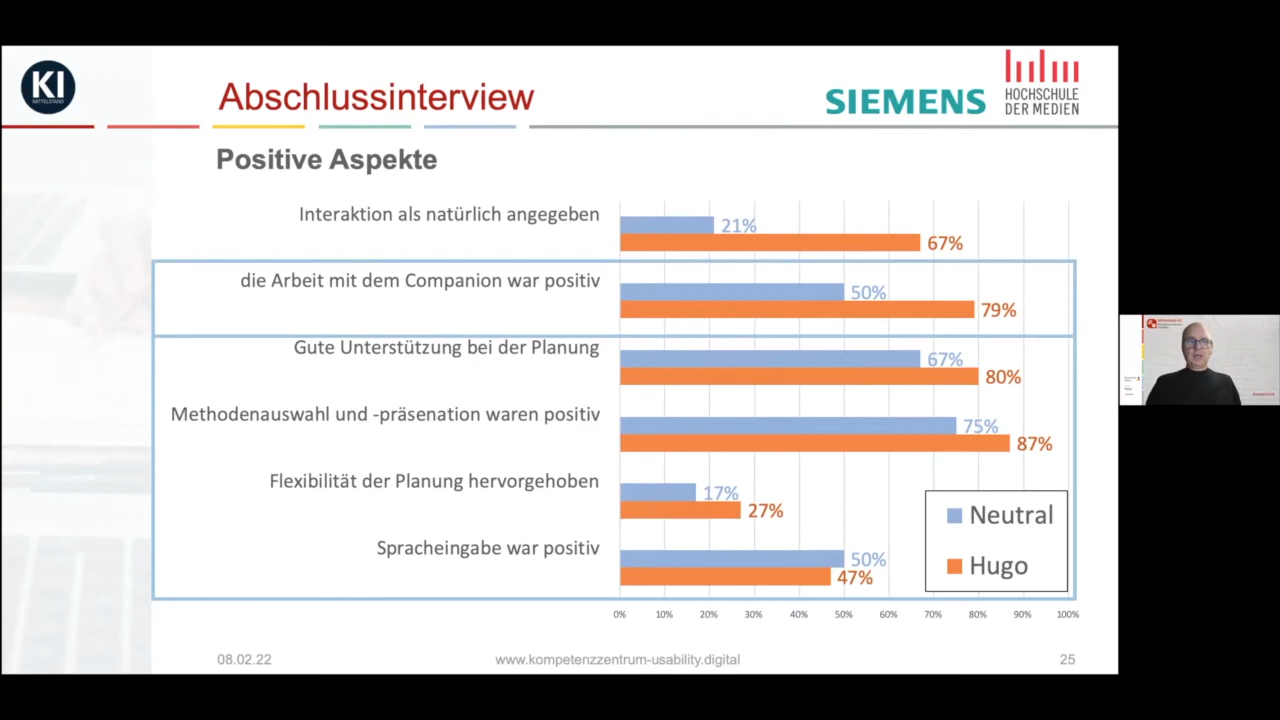 KI
MITTELSTAND
Abschlussinterview
SIEMENS
HOCHSCHULE
DER MEDIEN
Positive Aspekte
Interaktion als natürlich angegeben
21%
67%
die Arbeit mit dem Companion war positiv
50%
79%
Gute Unterstützung bei der Planung
67%
80%
Methodenauswahl und -präsenation waren positiv
75%
87%
Flexibilität der Planung hervorgehoben
17%
27%
Spracheingabe war positiv
50%
47%
Neutral
Hugo
0% 10% 20% 30% 40% 50% 60% 70% 80% 90% 100%
08.02.22
www.kompetenzzentrum-usability.digital
25